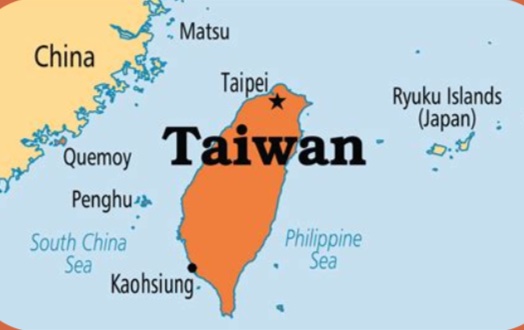 Matsu
China
Taipei
Ryuku Islands
(Japan)
Taiwan
Quemoy
Penghu
South China
Sea
Philippine
Sea
Kaohsiung